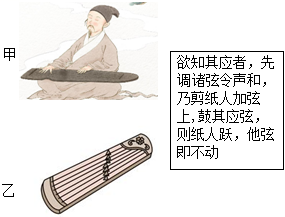 甲
欲知其应者，先
调诸弦令声和，
乃剪纸人加弦
上,鼓其应弦，
则纸人跃，他弦
即不动
乙